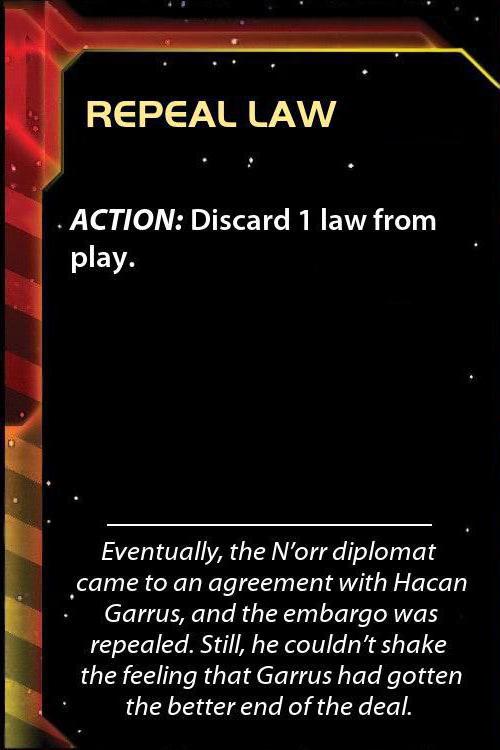 REPEAL LAW
ACTION: Discard 1 law from
play.
Eventually, the N’orr diplomat
came to an agreement with Hacan
Garrus, and the embargo was
repealed. Still, he couldn’t shake
the feeling that Garrus had gotten
the better end of the deal.